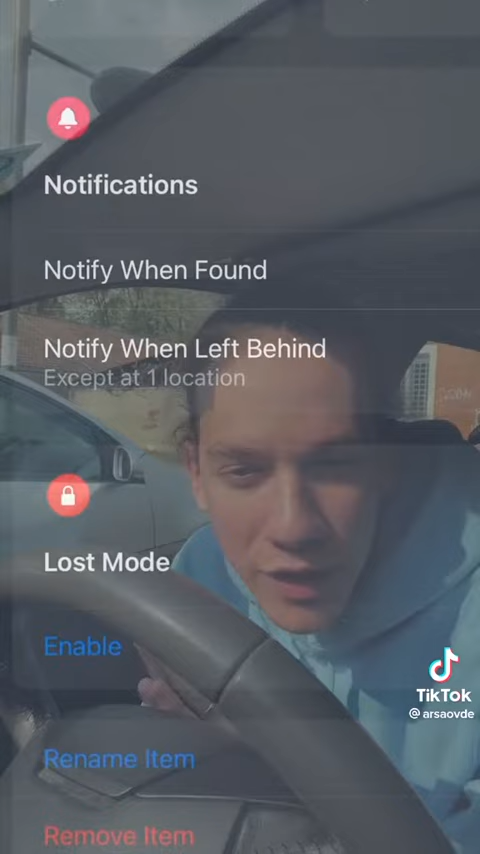 Notifications
Notify When Found
Notify When Left Behind
Except at 1 location
Lost Mode
Enable
Rename Item
Remove Item
TikTok
@arsaovde